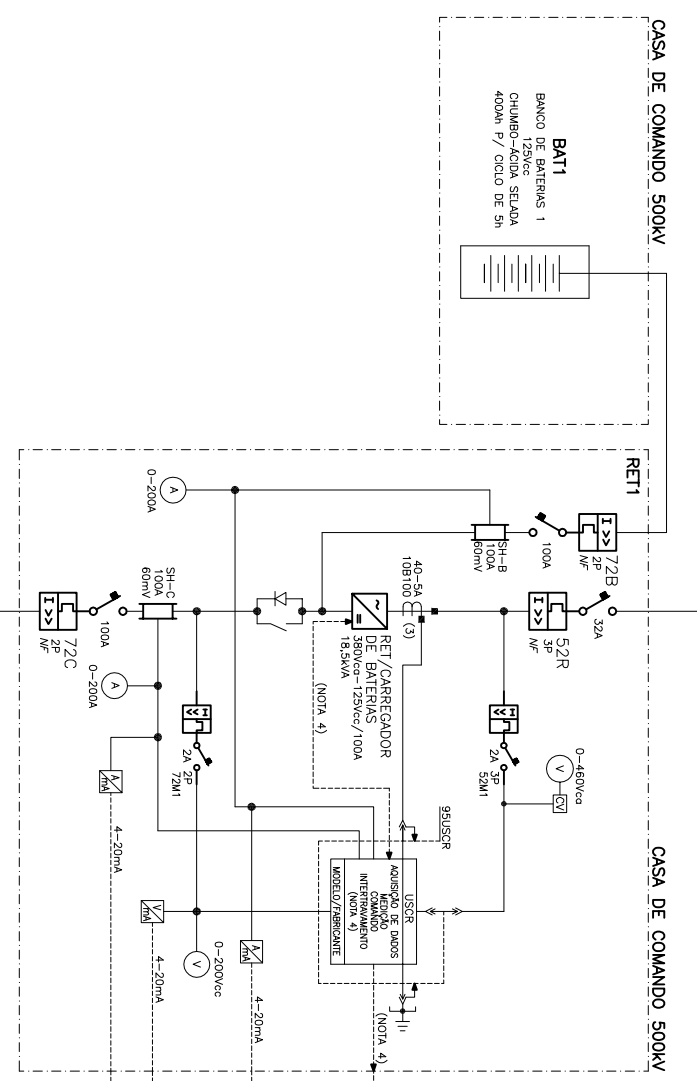 CASA DE COMANDO 500kV
BAT1
BANCO DE BATERIAS 1
125Vcc
CHUMBO-ÁCIDA SELADA
400Ah P/ CICLO DE 5h
RET1
72B
2P
NF
100A
SH-B
100A
60mV
A
0-200A
32A
52R
3P
NF
40-5A
10B100
(3)
RET/CARREGADOR
DE BATERIAS
380Vca-125Vcc/100A
18,5kVA
(NOTA 4)
SH-C
100A
60mV
100A
72C
2P
NF
A
0-200A
2A
2P
72M1
2A
3P
52M1
0-460Vca
V
CV
95USCR
USCR
AQUISIÇÃO DE DADOS
MEDIÇÃO
COMANDO
INTERTRAVAMENTO
(NOTA 4)
MODELO/FABRICANTE
A
mA
4-20mA
V
mA
4-20mA
V
0-200Vcc
A
mA
4-20mA
(NOTA 4)
CASA DE COMANDO 500kV
I >>
I >>
I >>
I >>
I >>